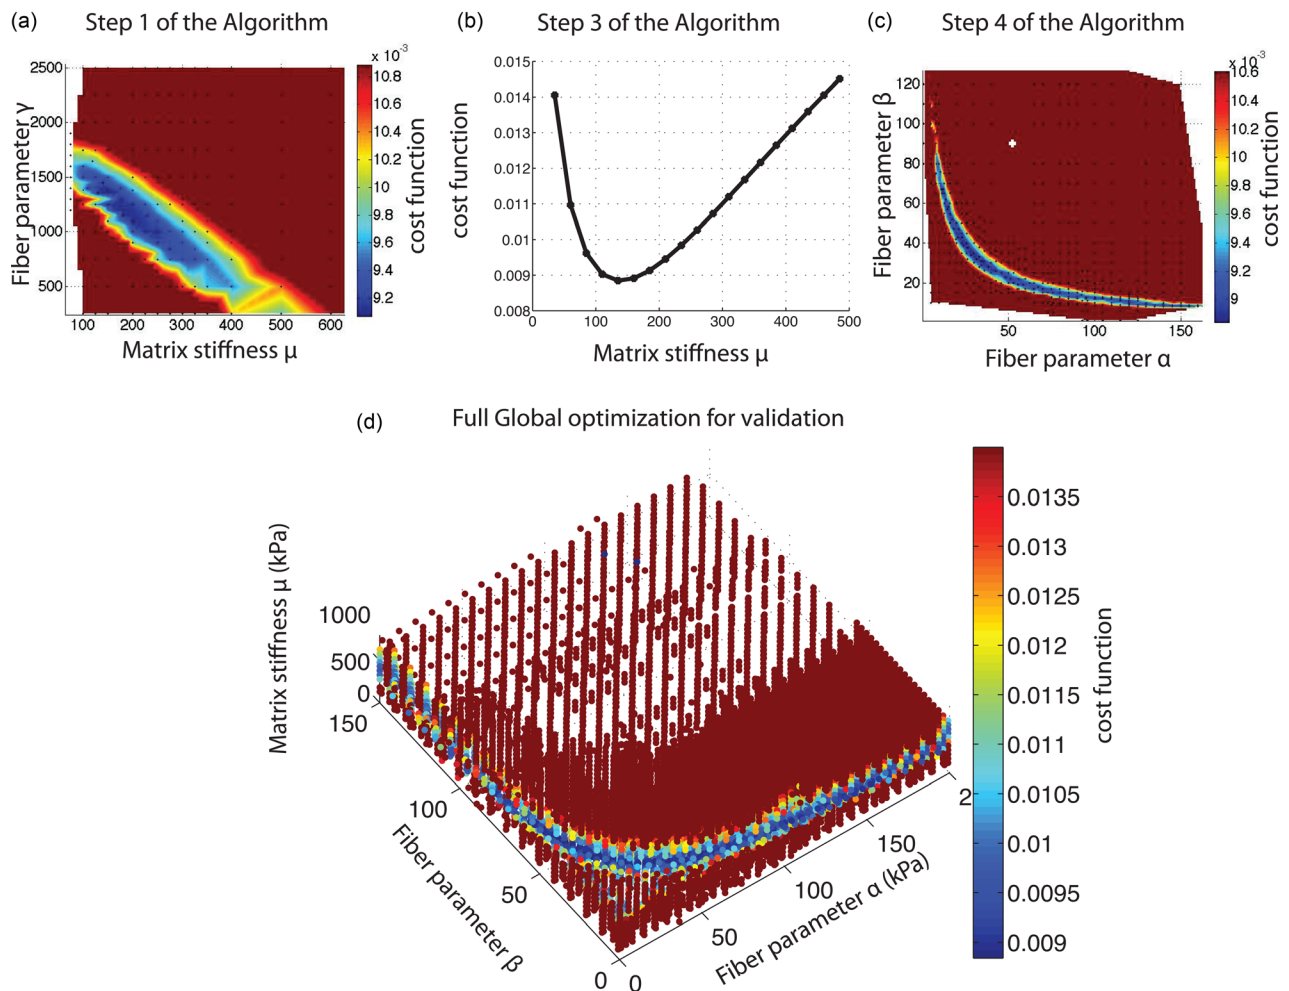 (a) Step 1 of the Algorithm
Fiber parameter γ
2500
2000
1500
1000
500
100 150 200 250 300 350 400 450 500 550 600
Matrix stiffness μ
x 10⁻³
10.8
10.6
10.4
10.2
10
9.8
9.6
9.4
9.2
cost function
(b) Step 3 of the Algorithm
cost function
0.015
0.014
0.013
0.012
0.011
0.01
0.009
0.008
0 100 200 300 400 500
Matrix stiffness μ
(c) Step 4 of the Algorithm
Fiber parameter β
120
100
80
60
40
20
50 100 150
Fiber parameter α
x 10⁻³
10.6
10.4
10.2
10
9.8
9.6
9.4
9.2
9
cost function
(d) Full Global optimization for validation
Matrix stiffness μ (kPa)
1000
500
0
150
100
50
0
Fiber parameter β
0
50
100
150
2
Fiber parameter α (kPa)
0.0135
0.013
0.0125
0.012
0.0115
0.011
0.0105
0.01
0.0095
0.009
cost function